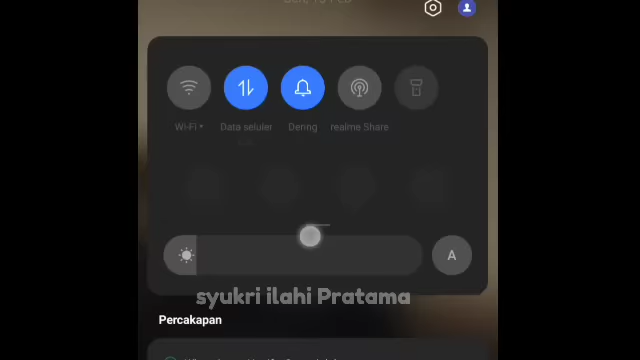 Wi-Fi
Data seluler
Dering
realme Share
A
syukri ilahi Pratama
Percakapan